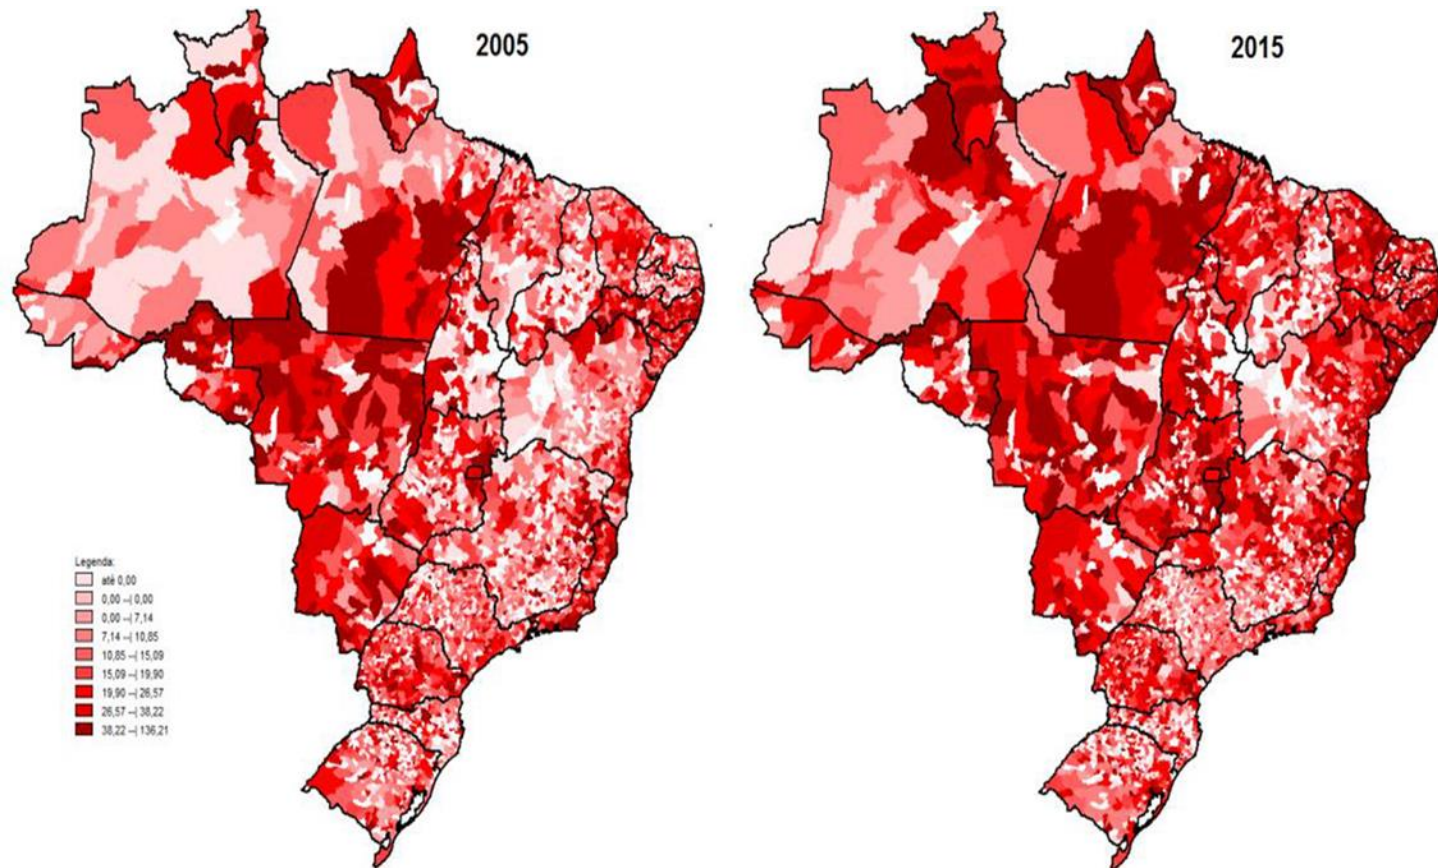 2005
2015
Legenda:
até 0,00
0,00 --| 0,00
0,00 --| 7,14
7,14 --| 10,85
10,85 --| 15,09
15,09 --| 19,90
19,90 --| 26,57
26,57 --| 38,22
38,22 --| 136,21